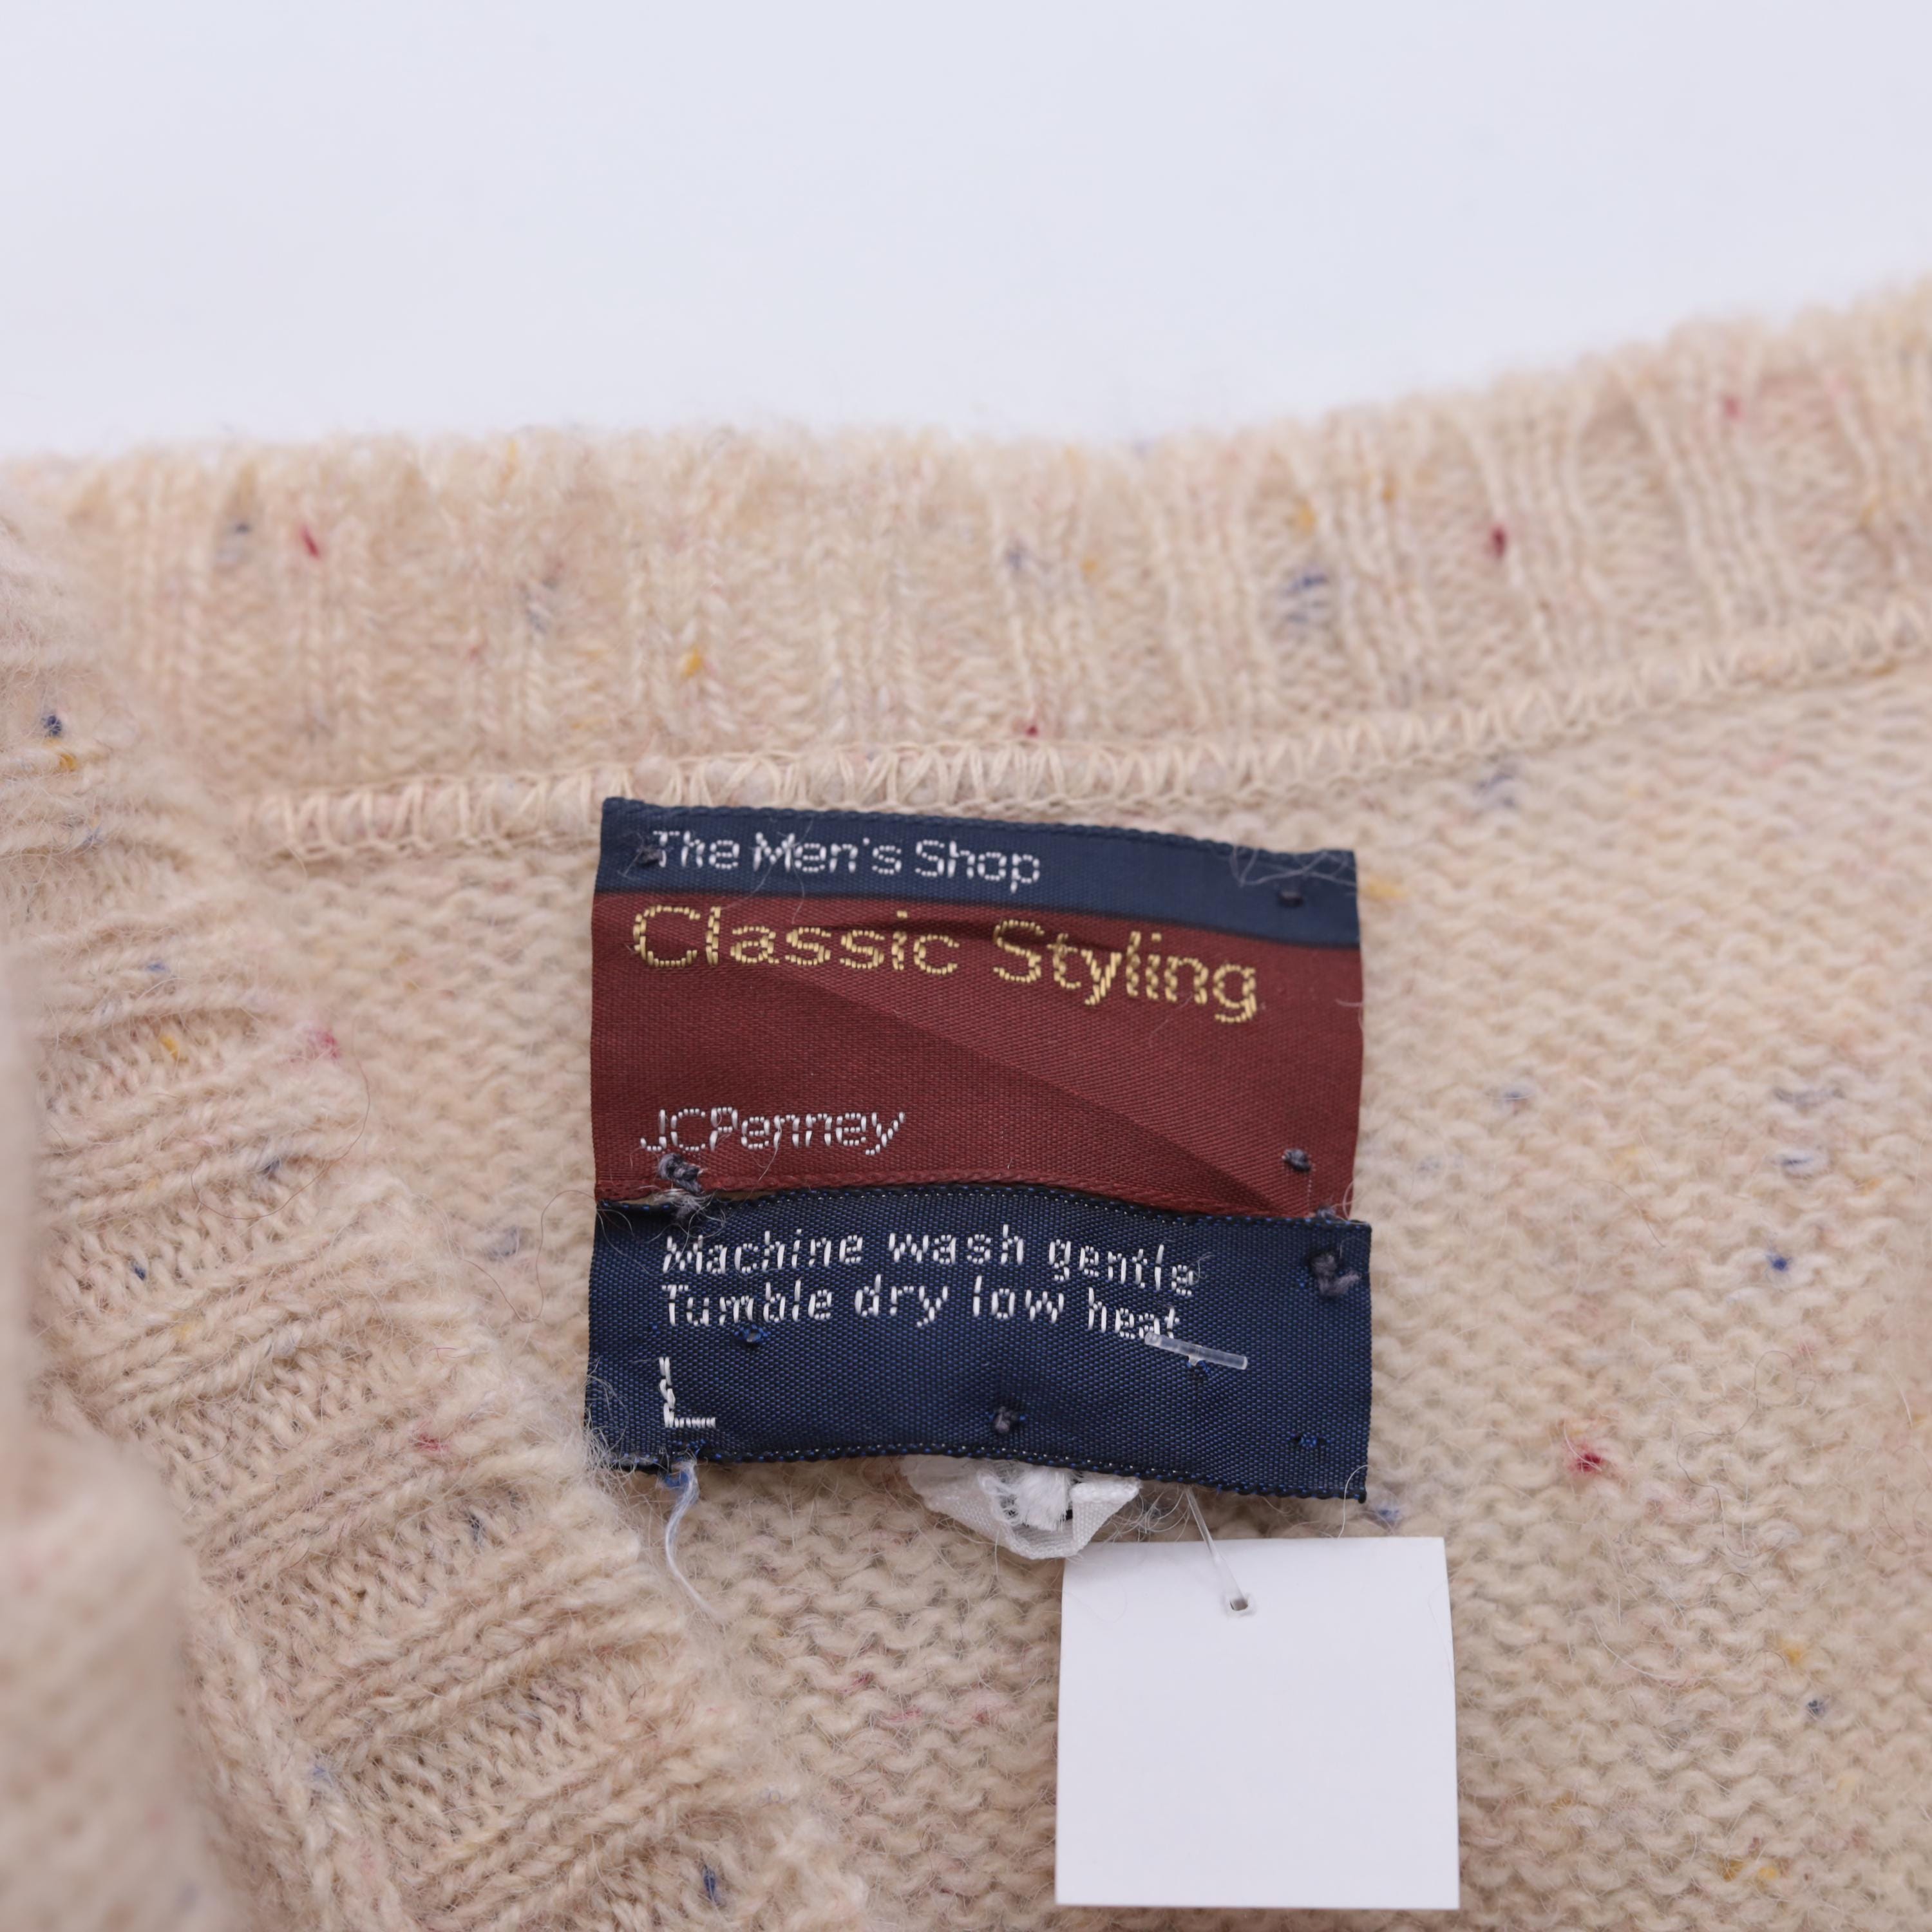 The Men's Shop
Classic Styling
JCPenney
Machine wash gentle
Tumble dry low heat
L